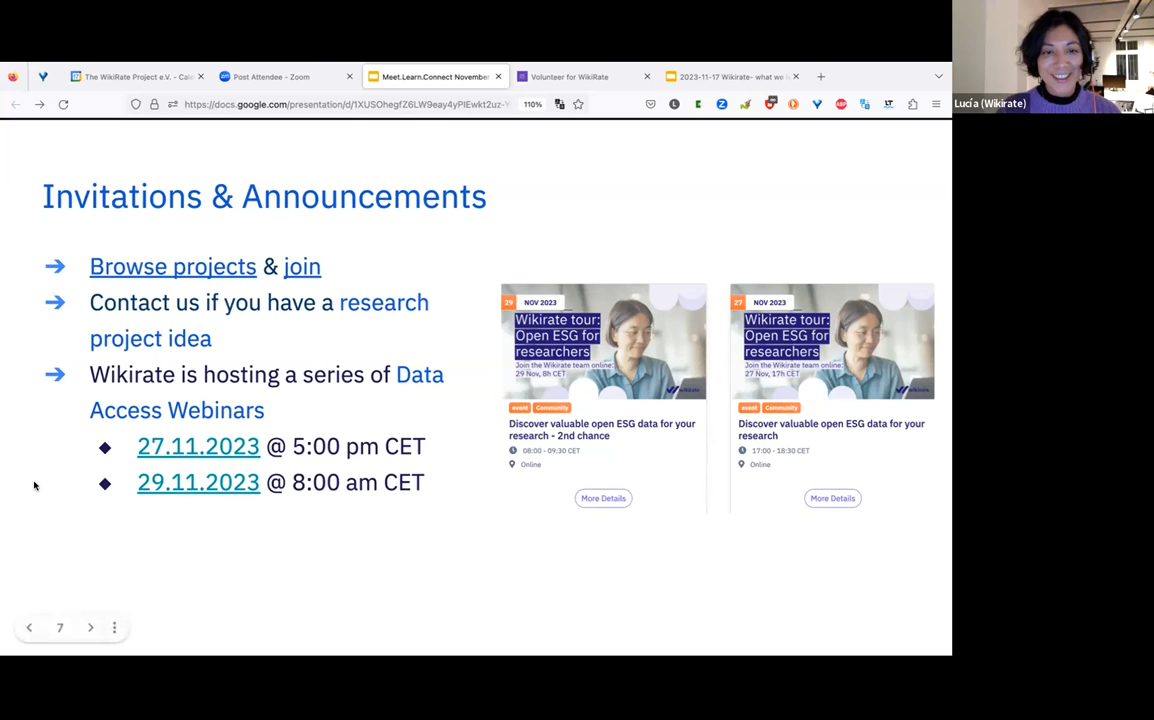 The WikiRate Project e.V. - Cal
Post Attendee - Zoom
Meet.Learn.Connect November
Volunteer for WikiRate
2023-11-17 Wikirate- what we
https://docs.google.com/presentation/d/1XUSOhegfZ6LW9eay4yPlEwkt2uz-
110%
Lucía (Wikirate)
Invitations & Announcements
➔ Browse projects & join
➔ Contact us if you have a research
project idea
➔ Wikirate is hosting a series of Data
Access Webinars
◆ 27.11.2023 @ 5:00 pm CET
◆ 29.11.2023 @ 8:00 am CET
29 NOV 2023
Wikirate tour:
Open ESG for
researchers
Join the Wikirate team online:
29 Nov, 8h CET
wikirate
event Community
Discover valuable open ESG data for your
research - 2nd chance
08:00 - 09:30 CET
Online
More Details
27 NOV 2023
Wikirate tour:
Open ESG for
researchers
Join the Wikirate team online:
27 Nov, 17h CET
wikirate
event Community
Discover valuable open ESG data for your
research
17:00 - 18:30 CET
Online
More Details
7